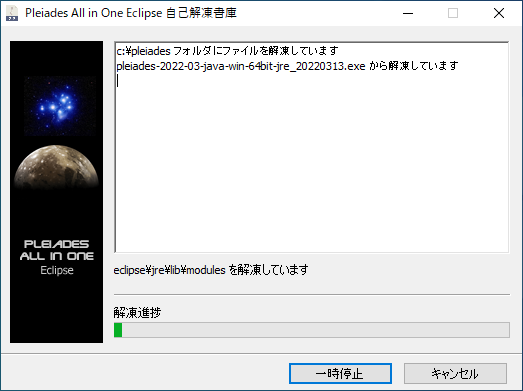 Pleiades All in One Eclipse 自己解凍書庫
c:¥pleiades フォルダにファイルを解凍しています
pleiades-2022-03-java-win-64bit-jre_20220313.exe から解凍しています
PLEIADES
ALL IN ONE
Eclipse
eclipse¥jre¥lib¥modules を解凍しています
解凍進捗
一時停止
キャンセル